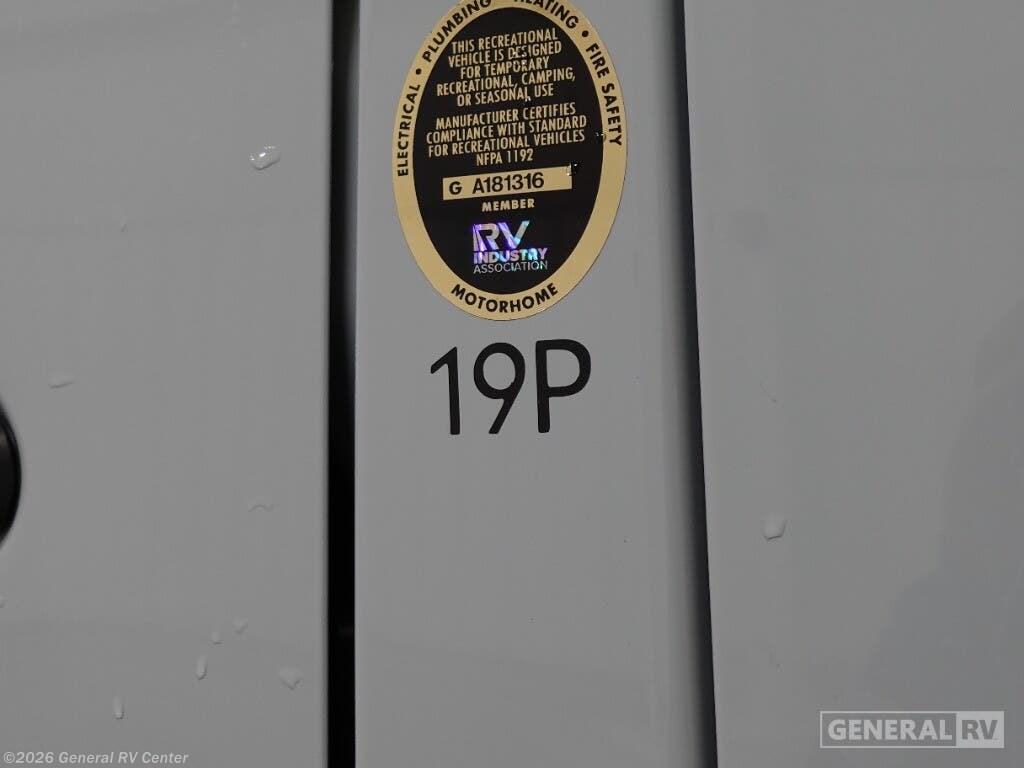 ELECTRICAL • PLUMBING • HEATING • FIRE SAFETY
THIS RECREATIONAL
VEHICLE IS DESIGNED
FOR TEMPORARY
RECREATIONAL, CAMPING,
OR SEASONAL USE
MANUFACTURER CERTIFIES
COMPLIANCE WITH STANDARD
FOR RECREATIONAL VEHICLES
NFPA 1192
G A181316
MEMBER
RV
INDUSTRY
ASSOCIATION
MOTORHOME
19P
GENERAL RV
©2026 General RV Center